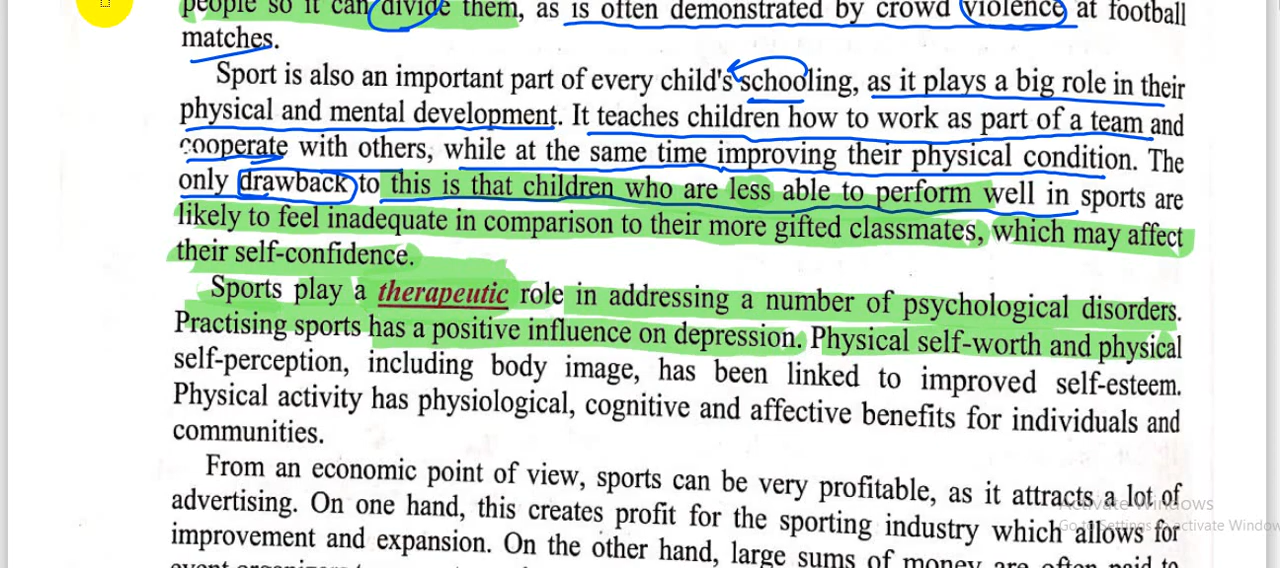 people so it can divide them, as is often demonstrated by crowd violence at football
matches.
Sport is also an important part of every child's schooling, as it plays a big role in their
physical and mental development. It teaches children how to work as part of a team and
cooperate with others, while at the same time improving their physical condition. The
only drawback to this is that children who are less able to perform well in sports are
likely to feel inadequate in comparison to their more gifted classmates, which may affect
their self-confidence.
Sports play a therapeutic role in addressing a number of psychological disorders.
Practising sports has a positive influence on depression. Physical self-worth and physical
self-perception, including body image, has been linked to improved self-esteem.
Physical activity has physiological, cognitive and affective benefits for individuals and
communities.
From an economic point of view, sports can be very profitable, as it attracts a lot of
advertising. On one hand, this creates profit for the sporting industry which allows for
improvement and expansion. On the other hand, large sums of money are often paid to
Activate Windows
Go to Settings to activate Window